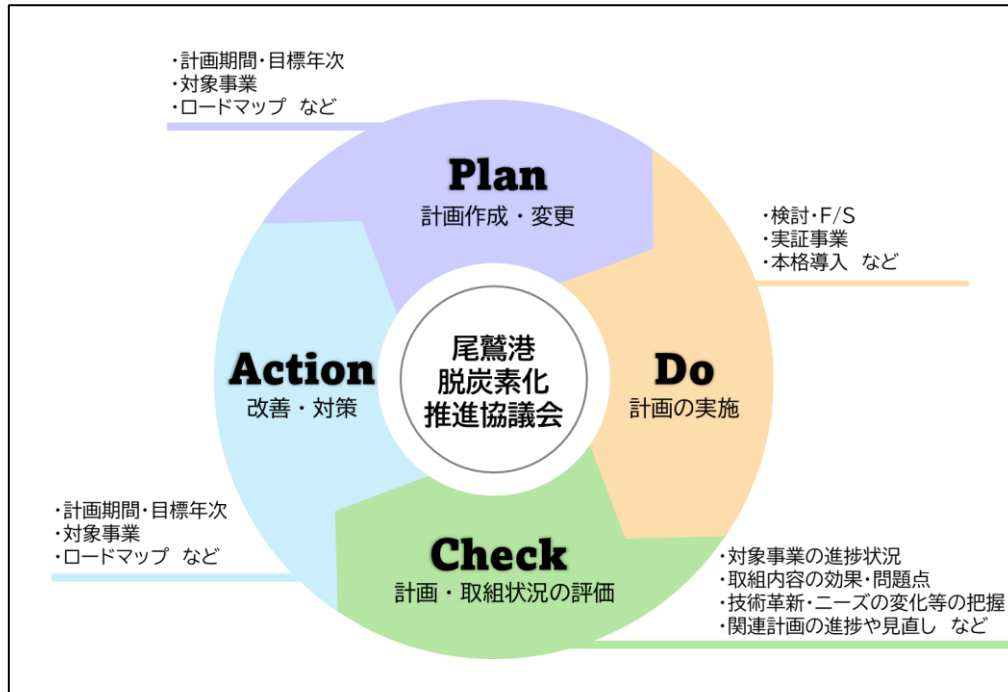 ・計画期間・目標年次
・対象事業
・ロードマップ など
Plan
計画作成・変更
・検討・F/S
・実証事業
・本格導入 など
Do
計画の実施
尾鷲港
脱炭素化
推進協議会
Action
改善・対策
・計画期間・目標年次
・対象事業
・ロードマップ など
Check
計画・取組状況の評価
・対象事業の進捗状況
・取組内容の効果・問題点
・技術革新・ニーズの変化等の把握
・関連計画の進捗や見直し など